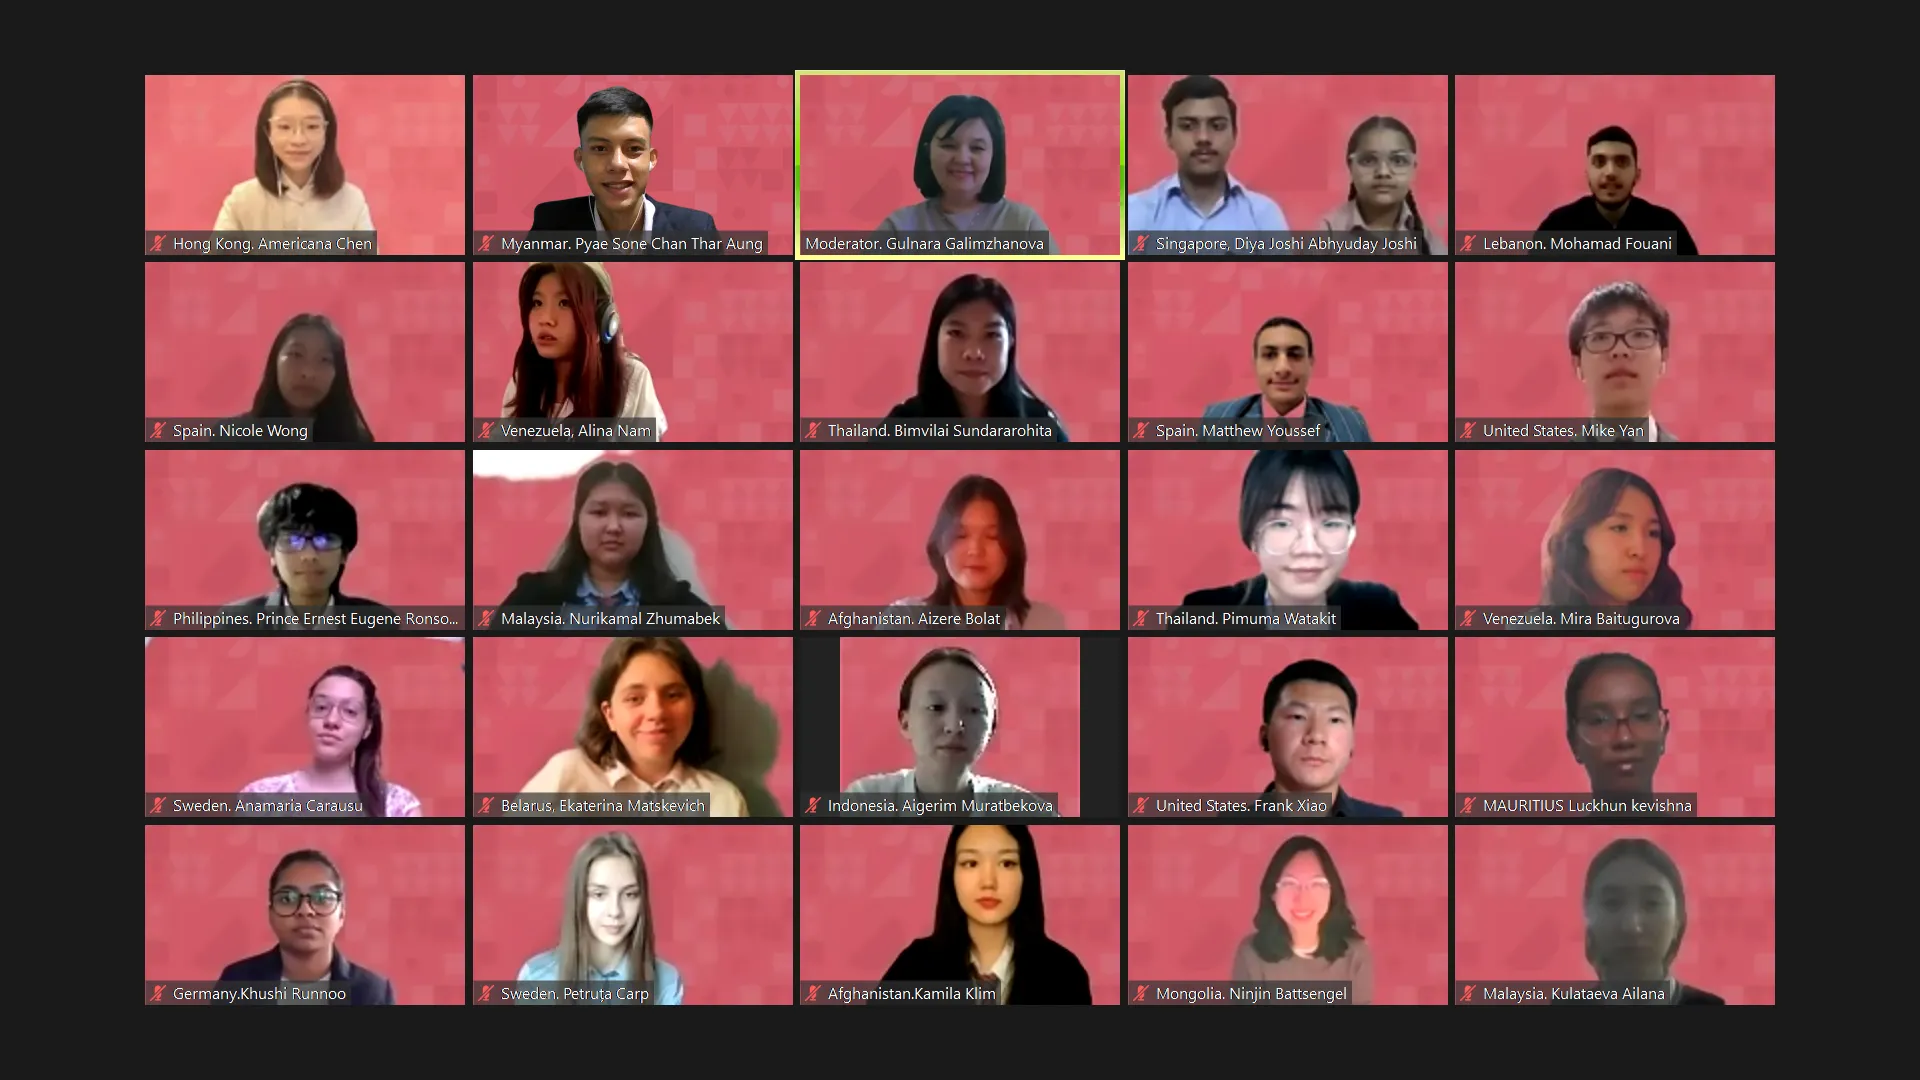 Hong Kong. Americana Chen
Myanmar. Pyae Sone Chan Thar Aung
Moderator. Gulnara Galimzhanova
Singapore, Diya Joshi Abhyuday Joshi
Lebanon. Mohamad Fouani
Spain. Nicole Wong
Venezuela, Alina Nam
Thailand. Bimvilai Sundararohita
Spain. Matthew Youssef
United States. Mike Yan
Philippines. Prince Ernest Eugene Ronso...
Malaysia. Nurikamal Zhumabek
Afghanistan. Aizere Bolat
Thailand. Pimuma Watakit
Venezuela. Mira Baitugurova
Sweden. Anamaria Carausu
Belarus, Ekaterina Matskevich
Indonesia. Aigerim Muratbekova
United States. Frank Xiao
MAURITIUS Luckhun kevishna
Germany.Khushi Runnoo
Sweden. Petruța Carp
Afghanistan.Kamila Klim
Mongolia. Ninjin Battsengel
Malaysia. Kulataeva Ailana